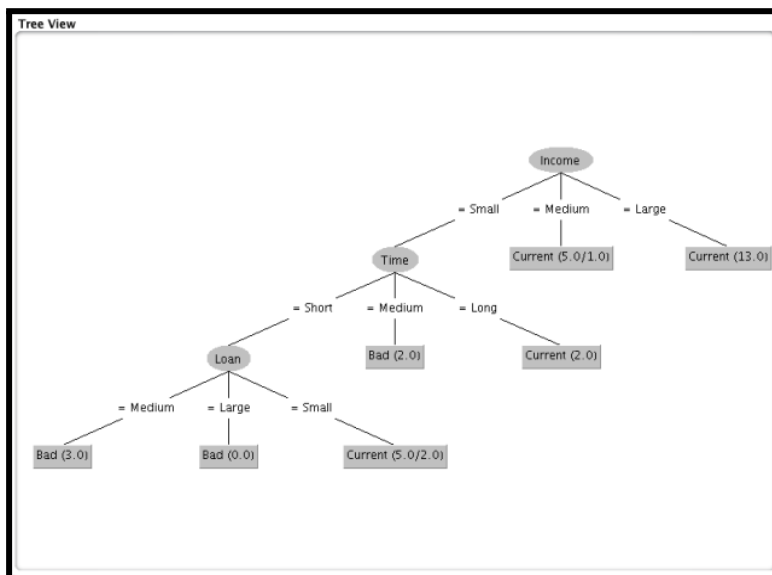 Tree View
Income
= Small = Medium = Large
Time Current (5.0/1.0) Current (13.0)
= Short = Medium = Long
Loan Bad (2.0) Current (2.0)
= Medium = Large = Small
Bad (3.0) Bad (0.0) Current (5.0/2.0)